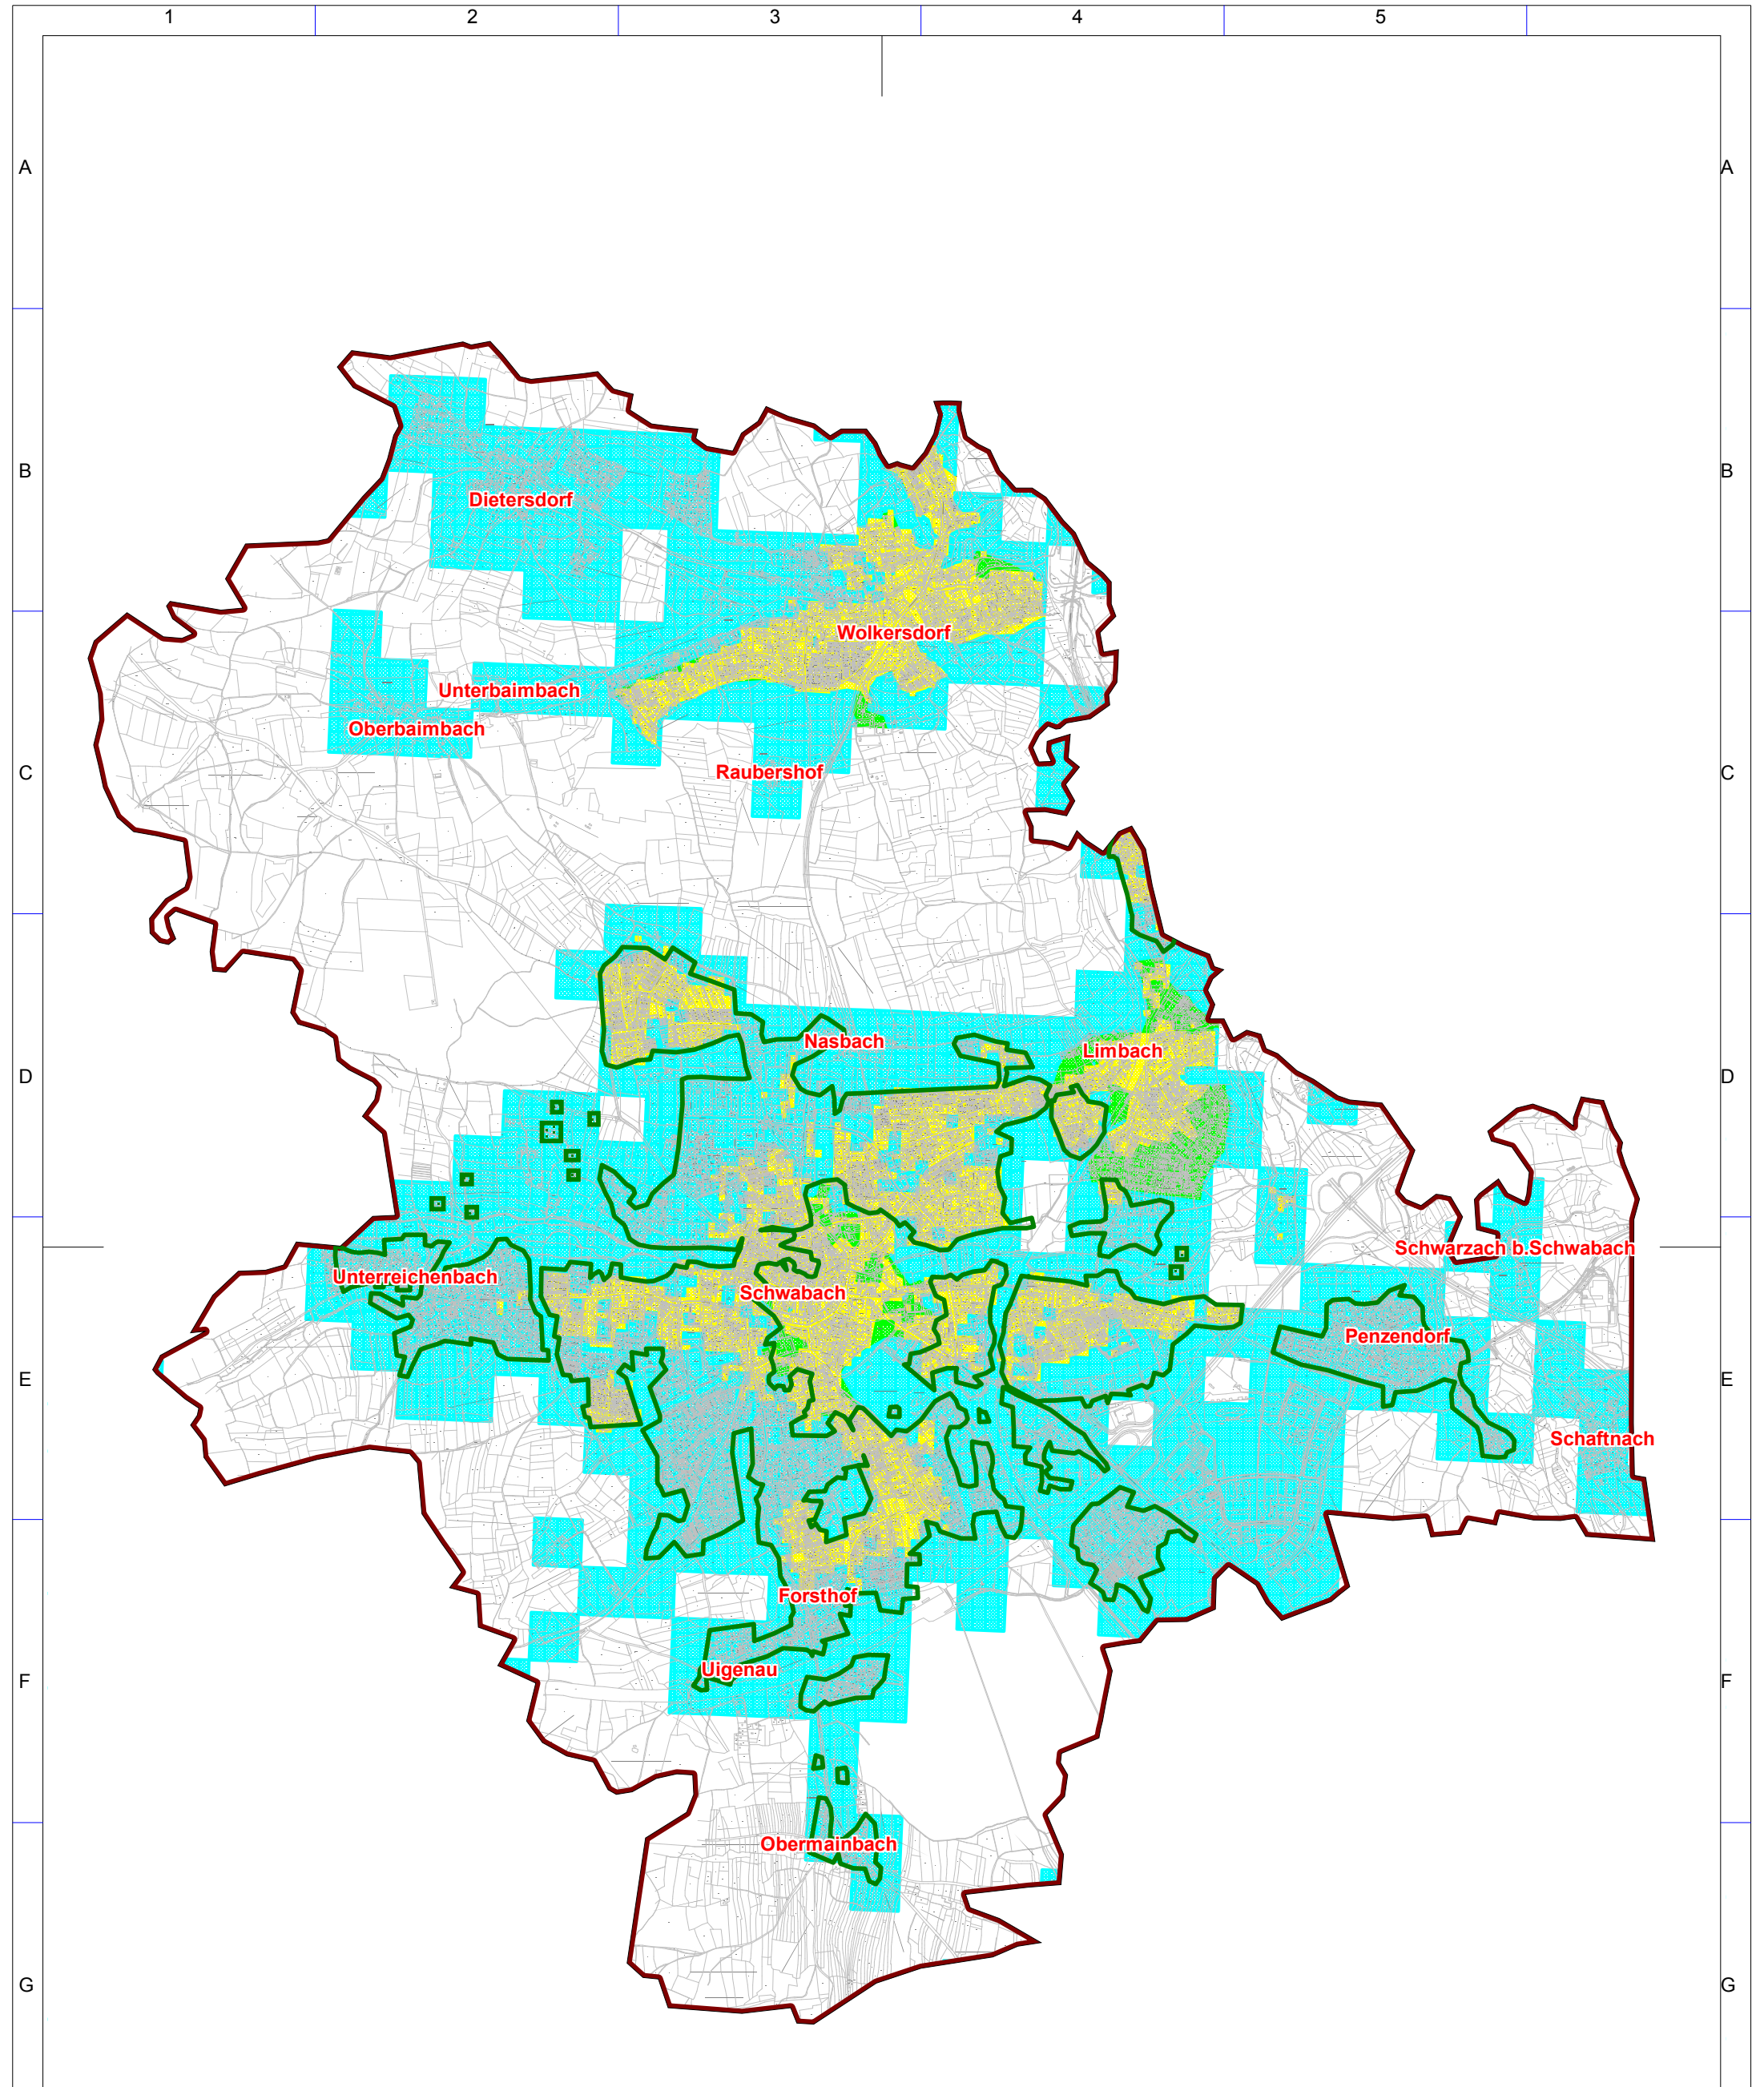 1 2 3 4 5
A A
B B
Dietersdorf
Wolkersdorf
Unterbaimbach
Oberbaimbach
C C
Raubershof
Nasbach
Limbach
D D
Schwarzach b.Schwabach
Unterreichenbach
Schwabach
Penzendorf
E E
Schaftnach
Forsthof
Uigenau
F F
Obermainbach
G G